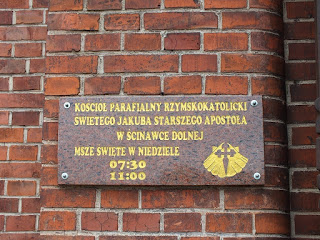 KOŚCIÓŁ PARAFIALNY RZYMSKOKATOLICKI
ŚWIĘTEGO JAKUBA STARSZEGO APOSTOŁA
W ŚCINAWCE DOLNEJ
MSZE ŚWIĘTE W NIEDZIELE
07:30
11:00